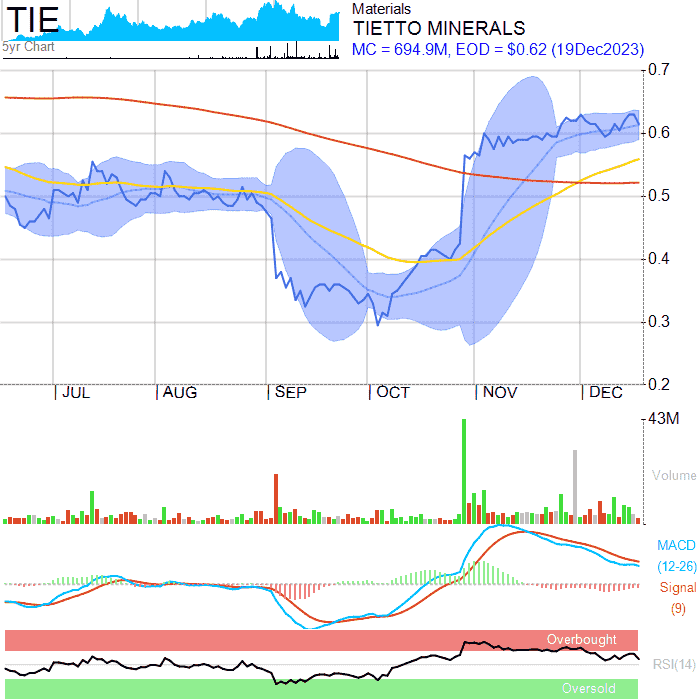 TIE
5yr Chart
Materials
TIETTO MINERALS
MC = 694.9M, EOD = $0.62 (19Dec2023)
0.7
0.6
0.5
0.4
0.3
0.2
JUL
AUG
SEP
OCT
NOV
DEC
43M
Volume
MACD
(12-26)
Signal
(9)
Overbought
RSI(14)
Oversold